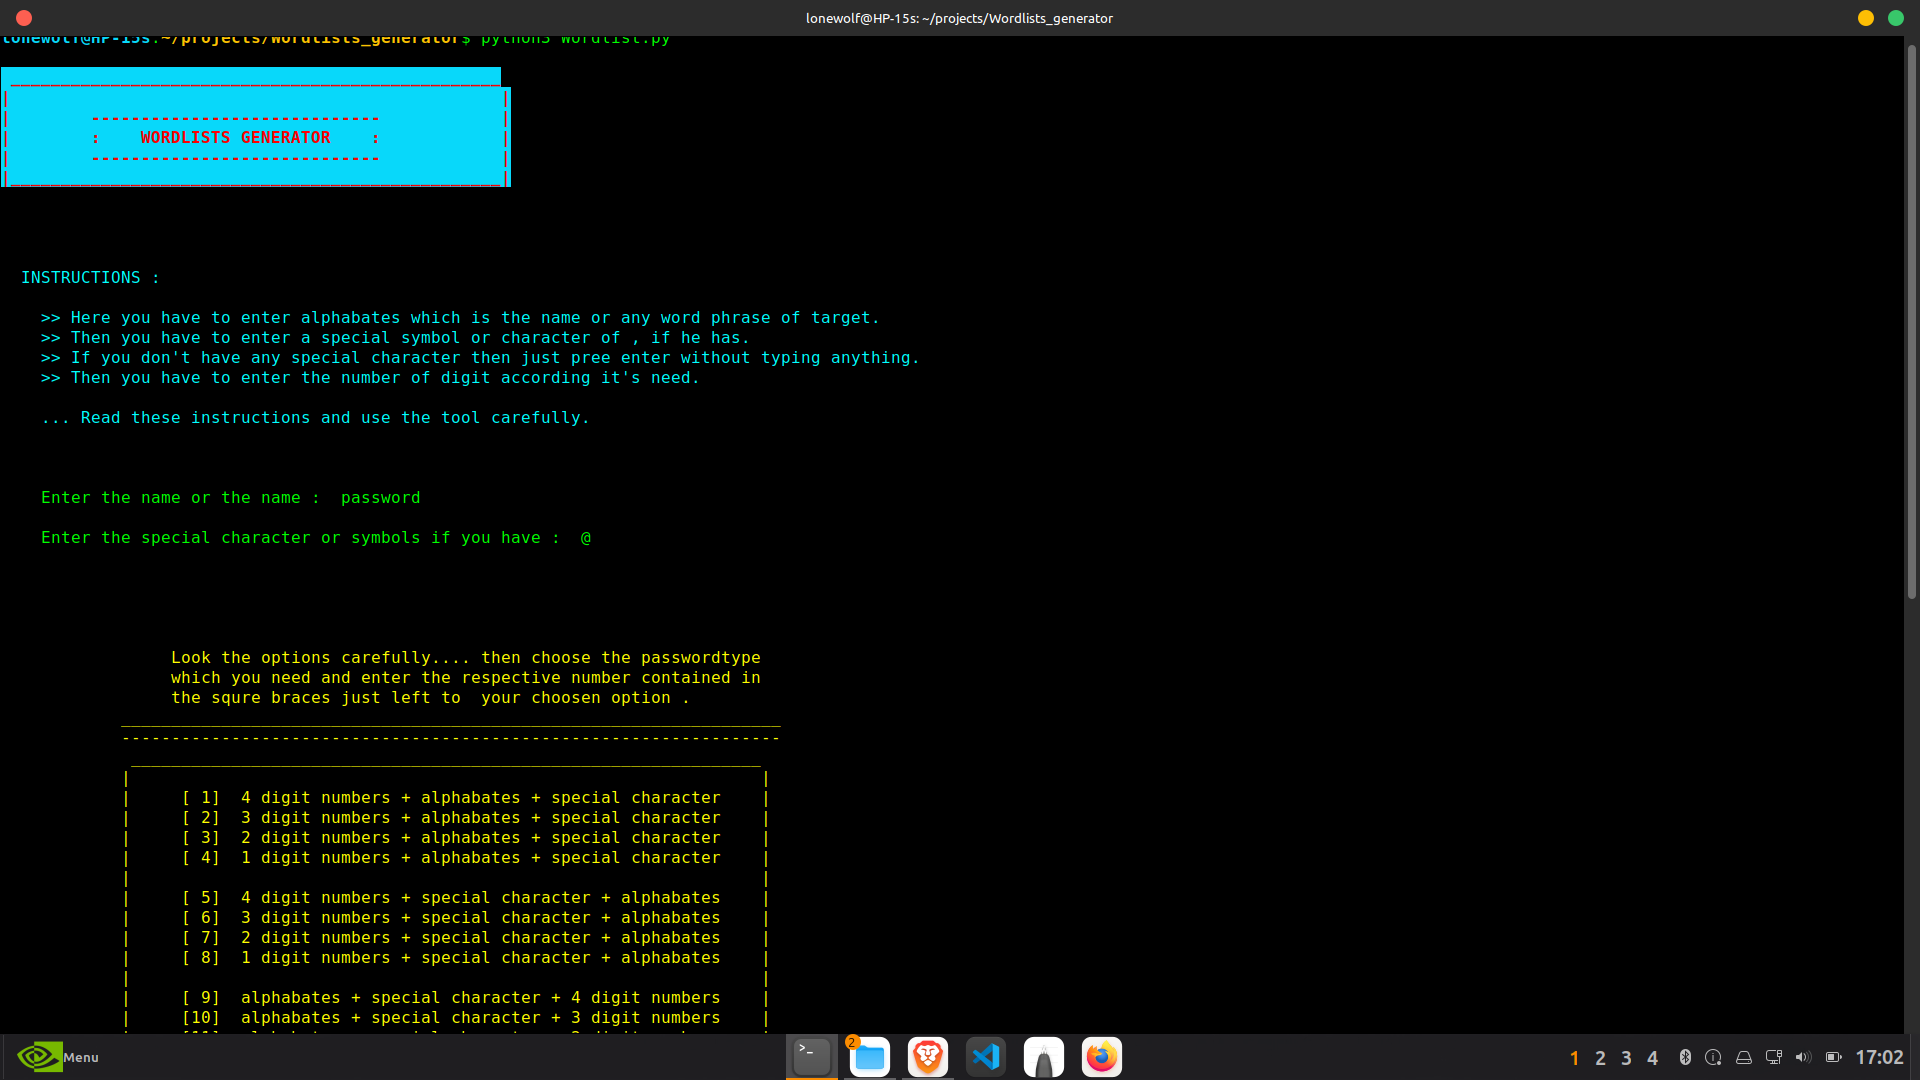 lonewolf@HP-15s: ~/projects/Wordlists_generator
lonewolf@HP-15s:~/projects/Wordlists_generator$ python3 Wordlist.py
-----------------------------
: WORDLISTS GENERATOR :
-----------------------------
INSTRUCTIONS :
>> Here you have to enter alphabates which is the name or any word phrase of target.
>> Then you have to enter a special symbol or character of , if he has.
>> If you don't have any special character then just pree enter without typing anything.
>> Then you have to enter the number of digit according it's need.
... Read these instructions and use the tool carefully.
Enter the name or the name :  password
Enter the special character or symbols if you have :  @
Look the options carefully.... then choose the passwordtype
which you need and enter the respective number contained in
the squre braces just left to  your choosen option .
[ 1]  4 digit numbers + alphabates + special character
[ 2]  3 digit numbers + alphabates + special character
[ 3]  2 digit numbers + alphabates + special character
[ 4]  1 digit numbers + alphabates + special character
[ 5]  4 digit numbers + special character + alphabates
[ 6]  3 digit numbers + special character + alphabates
[ 7]  2 digit numbers + special character + alphabates
[ 8]  1 digit numbers + special character + alphabates
[ 9]  alphabates + special character + 4 digit numbers
[10]  alphabates + special character + 3 digit numbers
Menu
>_
2
1 2 3 4
17:02